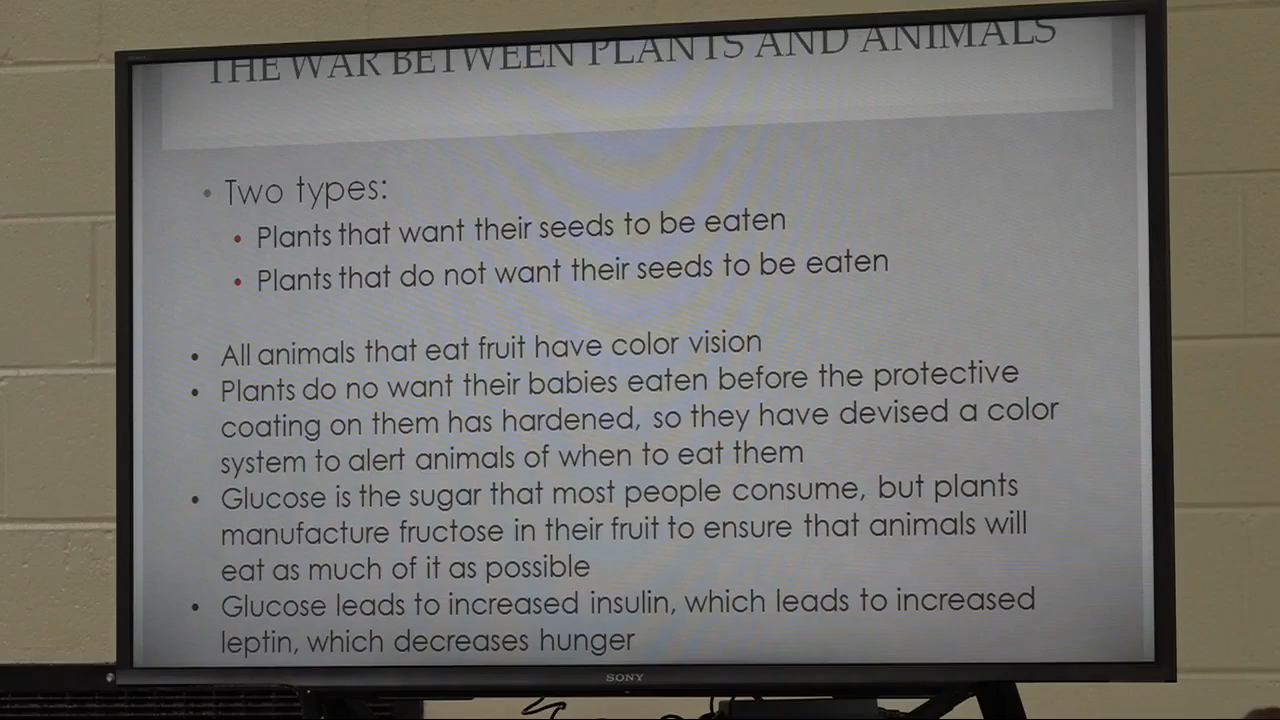 THE WAR BETWEEN PLANTS AND ANIMALS
• Two types:
• Plants that want their seeds to be eaten
• Plants that do not want their seeds to be eaten
• All animals that eat fruit have color vision
• Plants do no want their babies eaten before the protective
coating on them has hardened, so they have devised a color
system to alert animals of when to eat them
• Glucose is the sugar that most people consume, but plants
manufacture fructose in their fruit to ensure that animals will
eat as much of it as possible
• Glucose leads to increased insulin, which leads to increased
leptin, which decreases hunger
SONY